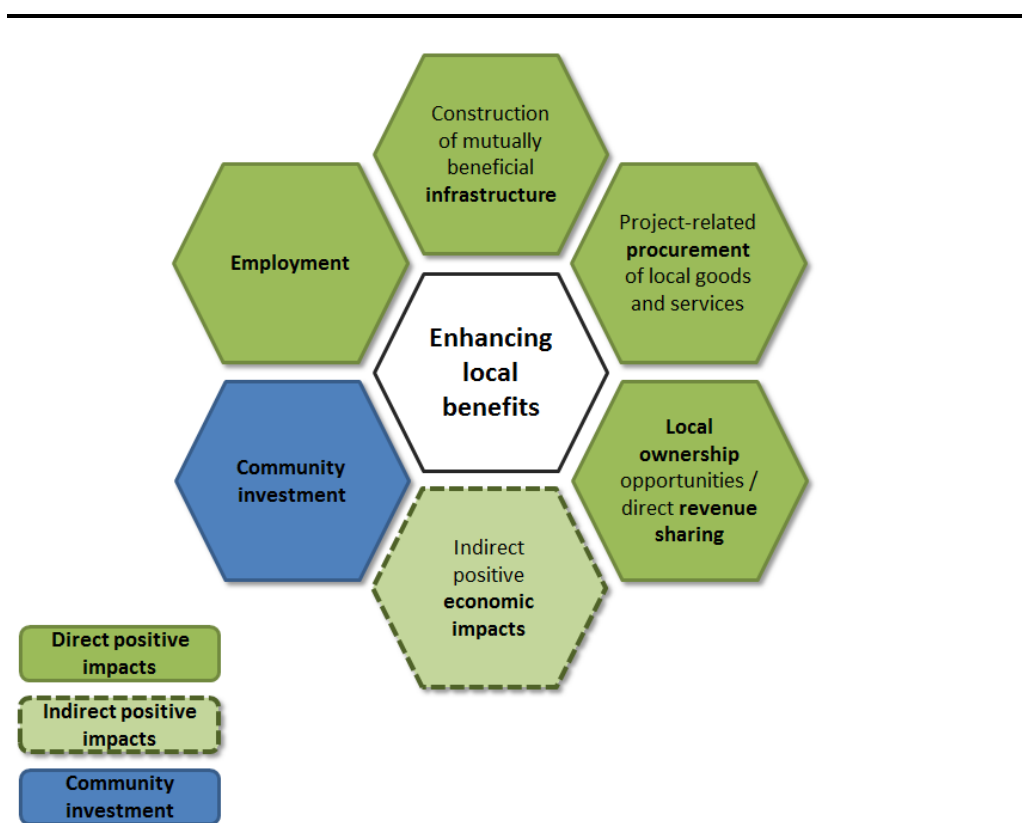 Construction
of mutually
beneficial
infrastructure
Employment
Project-related
procurement
of local goods
and services
Enhancing
local
benefits
Community
investment
Local
ownership
opportunities /
direct revenue
sharing
Indirect
positive
economic
impacts
Direct positive
impacts
Indirect positive
impacts
Community
investment